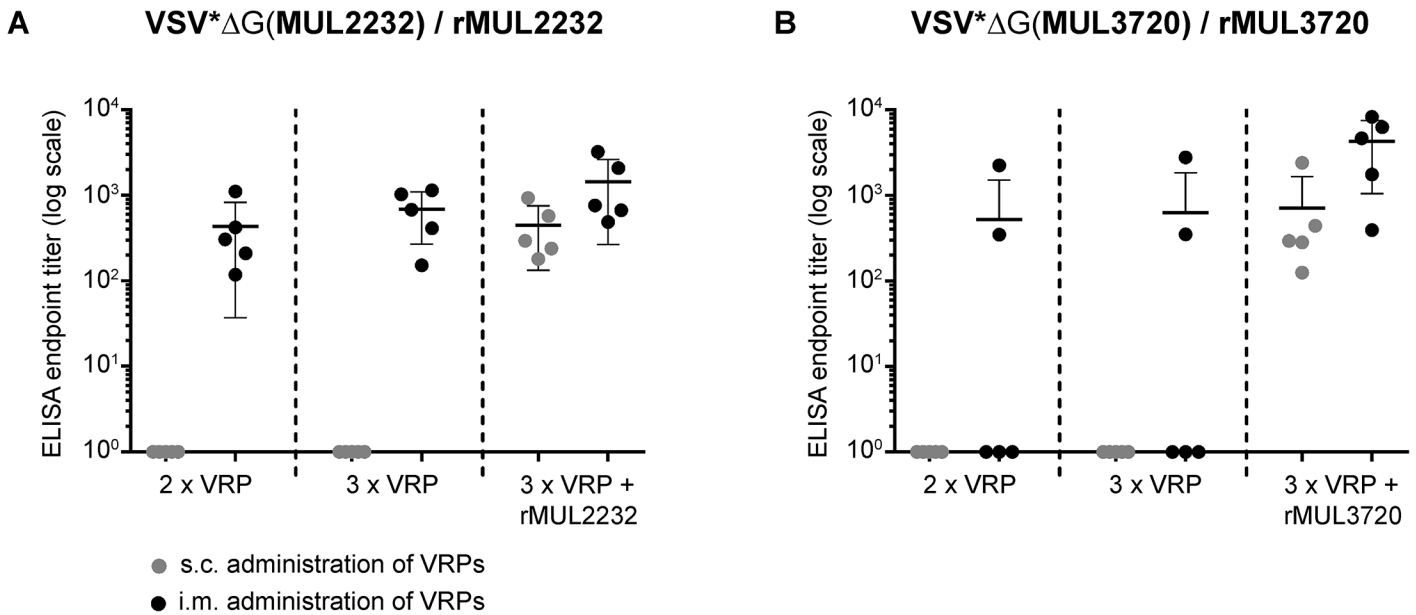 A
VSV*ΔG(MUL2232) / rMUL2232
ELISA endpoint titer (log scale)
10⁴
10³
10²
10¹
10⁰
2 x VRP
3 x VRP
3 x VRP +
rMUL2232
s.c. administration of VRPs
i.m. administration of VRPs
B
VSV*ΔG(MUL3720) / rMUL3720
ELISA endpoint titer (log scale)
10⁴
10³
10²
10¹
10⁰
2 x VRP
3 x VRP
3 x VRP +
rMUL3720